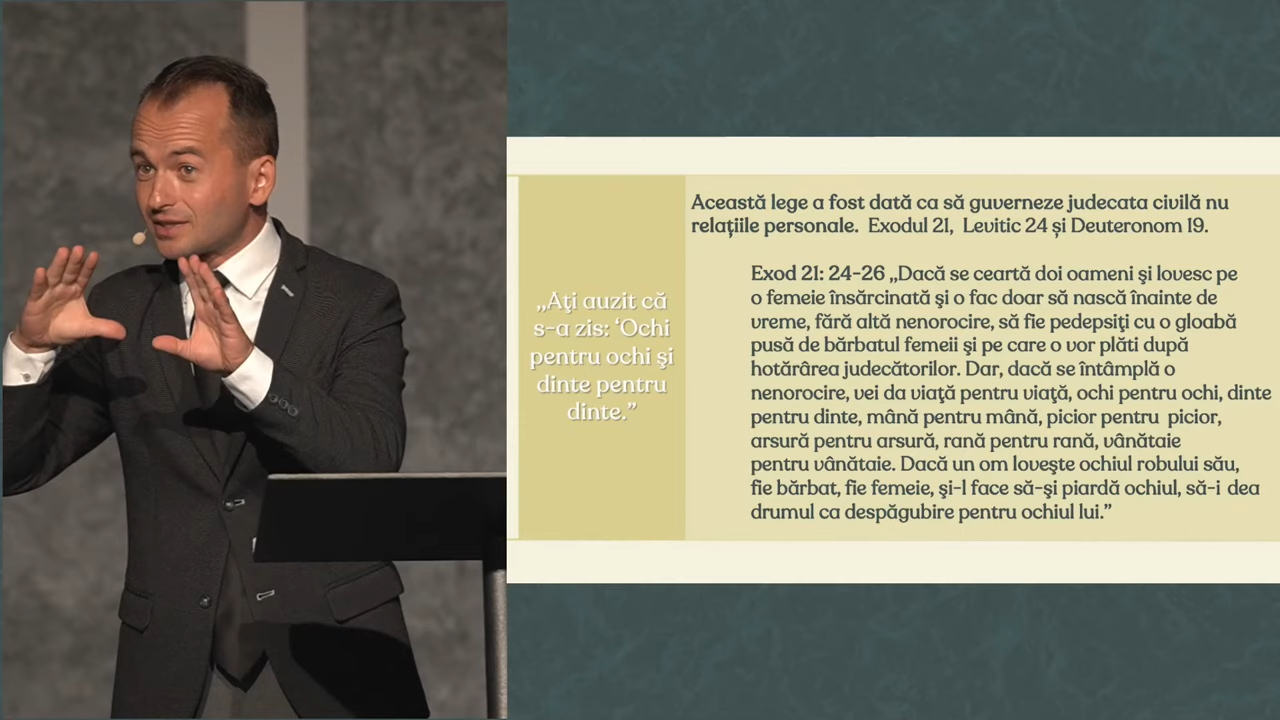 „Aţi auzit că
s-a zis: ‘Ochi
pentru ochi şi
dinte pentru
dinte.”
Această lege a fost dată ca să guverneze judecata civilă nu
relațiile personale. Exodul 21, Levitic 24 și Deuteronom 19.
Exod 21: 24-26 „Dacă se ceartă doi oameni şi lovesc pe
o femeie însărcinată şi o fac doar să nască înainte de
vreme, fără altă nenorocire, să fie pedepsiţi cu o gloabă
pusă de bărbatul femeii şi pe care o vor plăti după
hotărârea judecătorilor. Dar, dacă se întâmplă o
nenorocire, vei da viaţă pentru viaţă, ochi pentru ochi, dinte
pentru dinte, mână pentru mână, picior pentru picior,
arsură pentru arsură, rană pentru rană, vânătaie
pentru vânătaie. Dacă un om loveşte ochiul robului său,
fie bărbat, fie femeie, şi-l face să-şi piardă ochiul, să-i dea
drumul ca despăgubire pentru ochiul lui.”